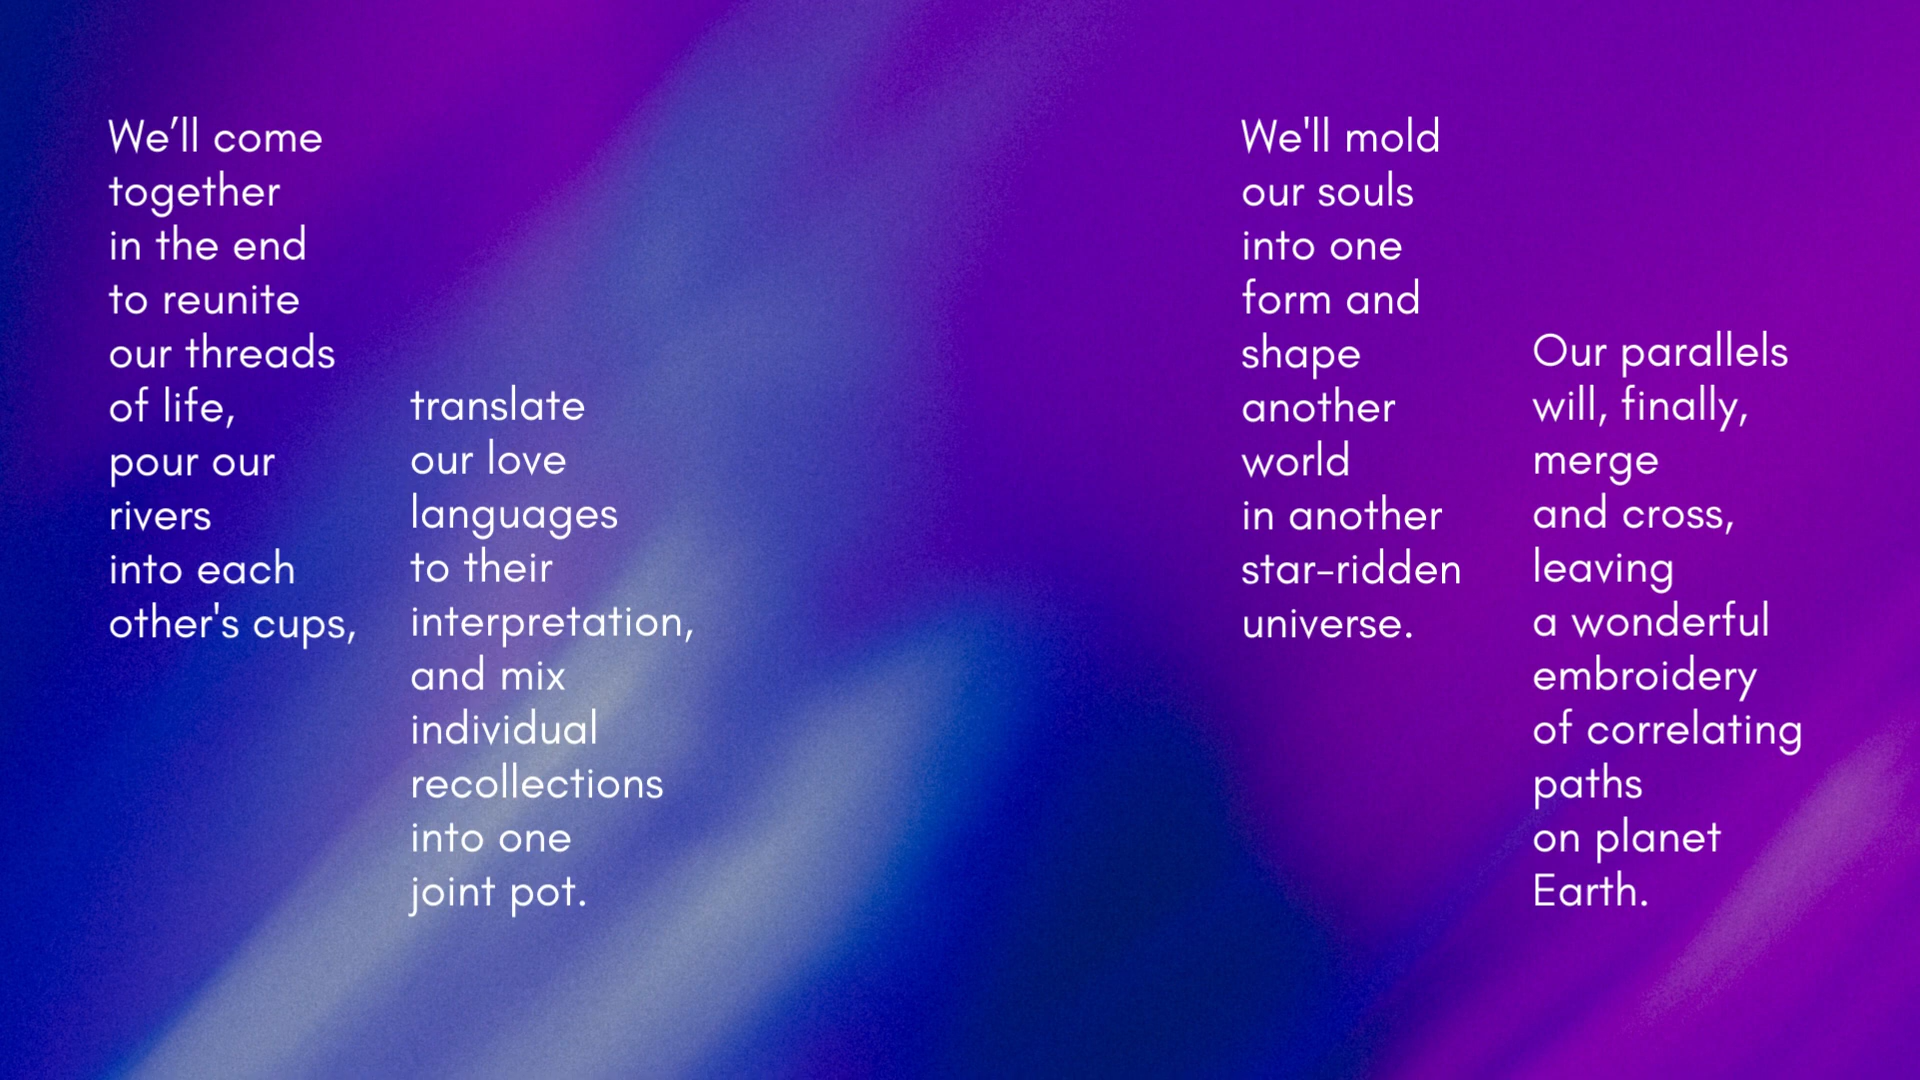 We’ll come
together
in the end
to reunite
our threads
of life,
pour our
rivers
into each
other's cups,
translate
our love
languages
to their
interpretation,
and mix
individual
recollections
into one
joint pot.
We'll mold
our souls
into one
form and
shape
another
world
in another
star-ridden
universe.
Our parallels
will, finally,
merge
and cross,
leaving
a wonderful
embroidery
of correlating
paths
on planet
Earth.